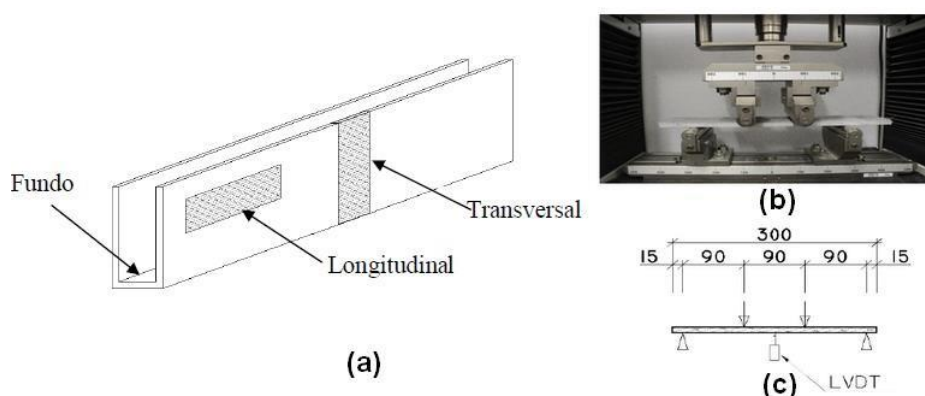 Fundo
Transversal
Longitudinal
(a)
(b)
300
15 90 90 90 15
LVDT
(c)